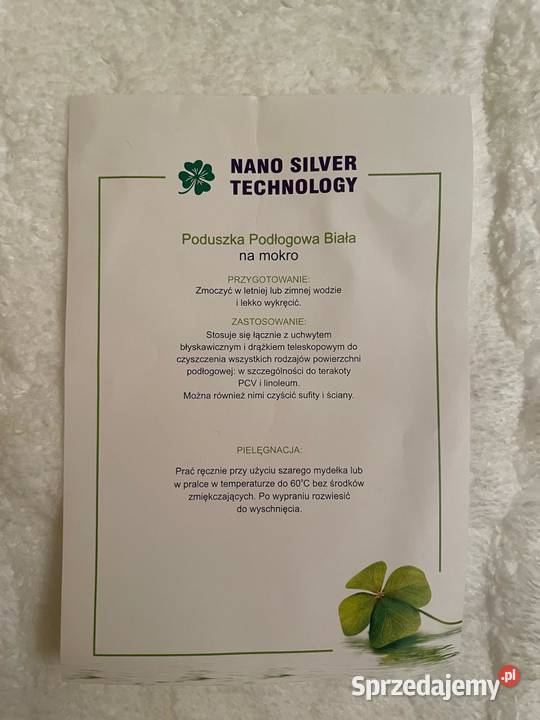 NANO SILVER
TECHNOLOGY
Poduszka Podłogowa Biała
na mokro
PRZYGOTOWANIE:
Zmoczyć w letniej lub zimnej wodzie
i lekko wykręcić.
ZASTOSOWANIE:
Stosuje się łącznie z uchwytem
błyskawicznym i drążkiem teleskopowym do
czyszczenia wszystkich rodzajów powierzchni
podłogowej: w szczególności do terakoty
PCV i linoleum.
Można również nimi czyścić sufity i ściany.
PIELĘGNACJA:
Prać ręcznie przy użyciu szarego mydełka lub
w pralce w temperaturze do 60°C bez środków
zmiękczających. Po wypraniu rozwiesić
do wyschnięcia.
Sprzedajemy.pl